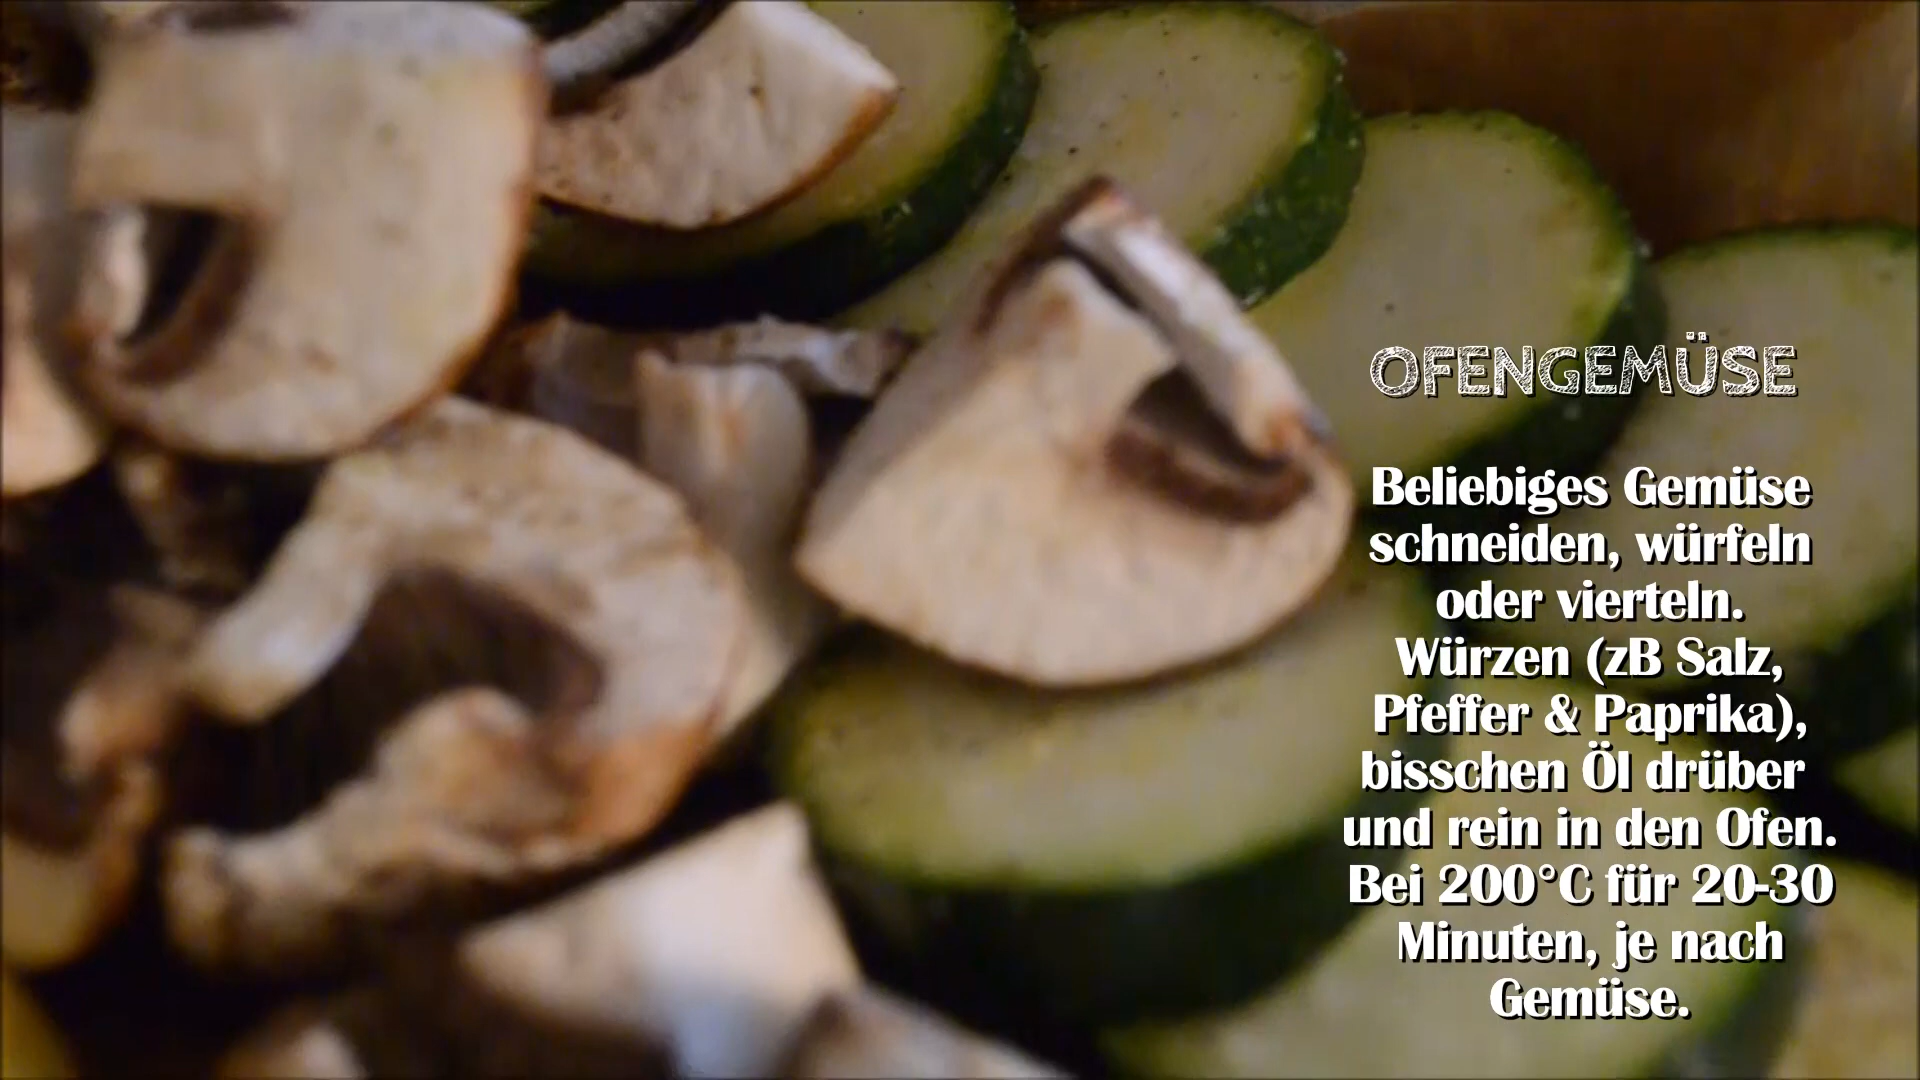 OFENGEMÜSE
Beliebiges Gemüse
schneiden, würfeln
oder vierteln.
Würzen (zB Salz,
Pfeffer & Paprika),
bisschen Öl drüber
und rein in den Ofen.
Bei 200°C für 20-30
Minuten, je nach
Gemüse.